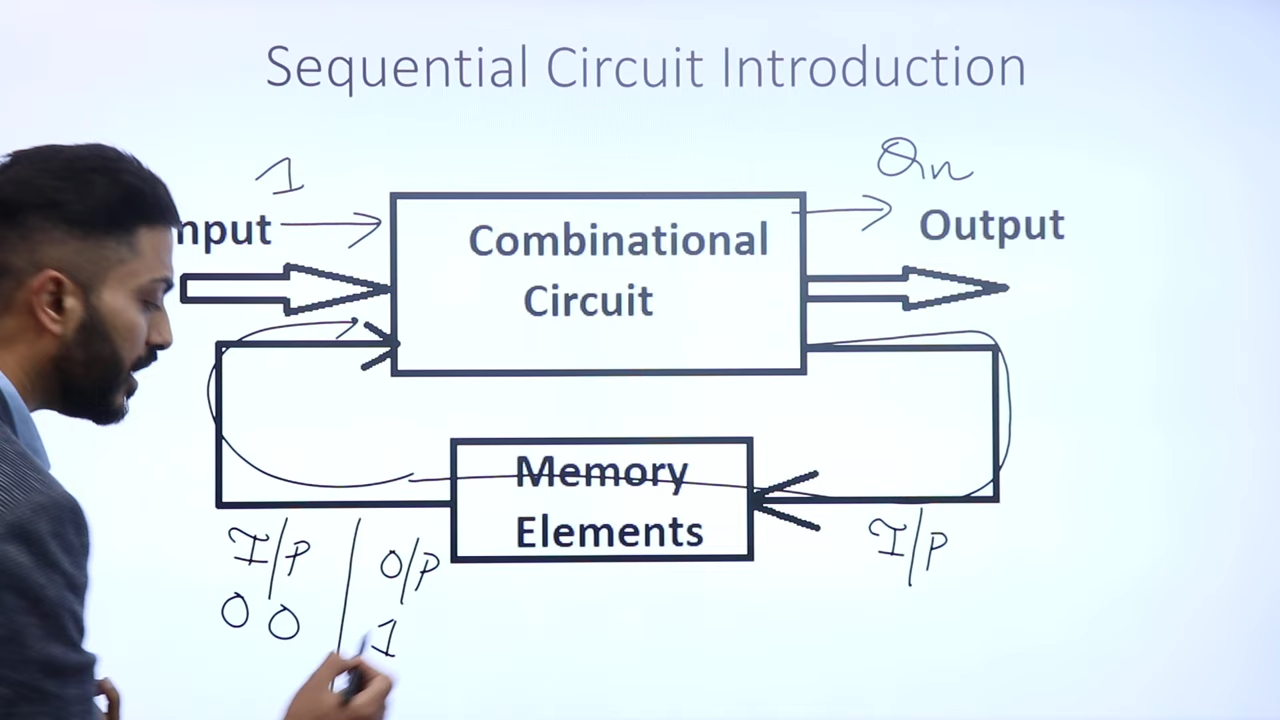 Sequential Circuit Introduction
1
Qn
nput
Combinational
Circuit
Output
Memory
Elements
I/P
I/P | O/P
0 0 | 1